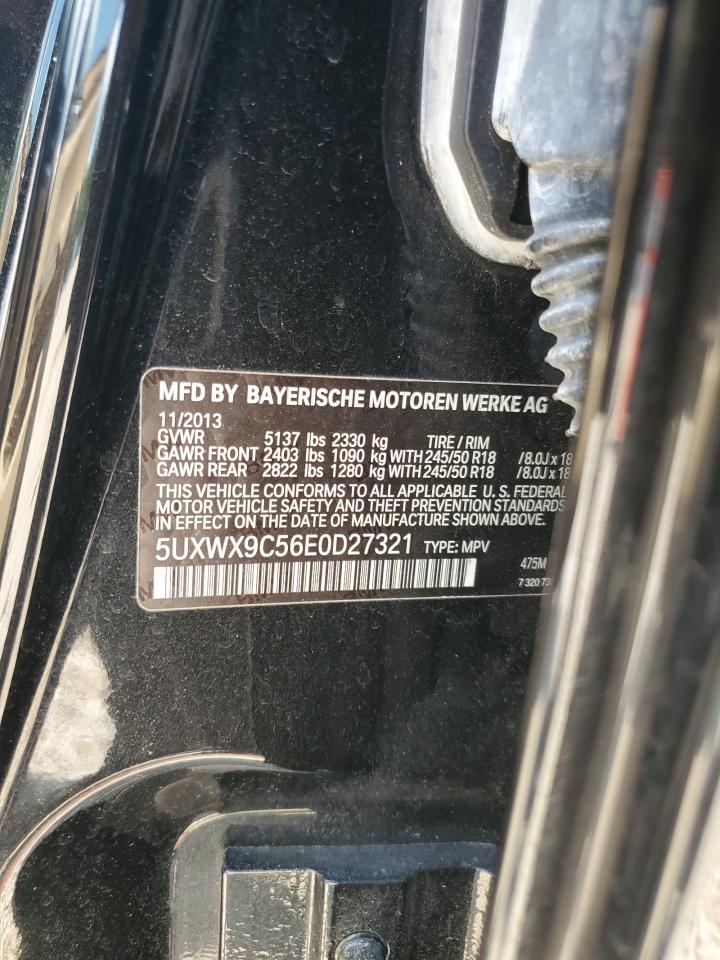 MFD BY BAYERISCHE MOTOREN WERKE AG
11/2013
GVWR 5137 lbs 2330 kg TIRE / RIM
GAWR FRONT 2403 lbs 1090 kg WITH 245/50 R18 /8.0J x 18
GAWR REAR 2822 lbs 1280 kg WITH 245/50 R18 /8.0J x 18
THIS VEHICLE CONFORMS TO ALL APPLICABLE U.S. FEDERAL
MOTOR VEHICLE SAFETY AND THEFT PREVENTION STANDARDS
IN EFFECT ON THE DATE OF MANUFACTURE SHOWN ABOVE.
5UXWX9C56E0D27321 TYPE: MPV 475M
7 320